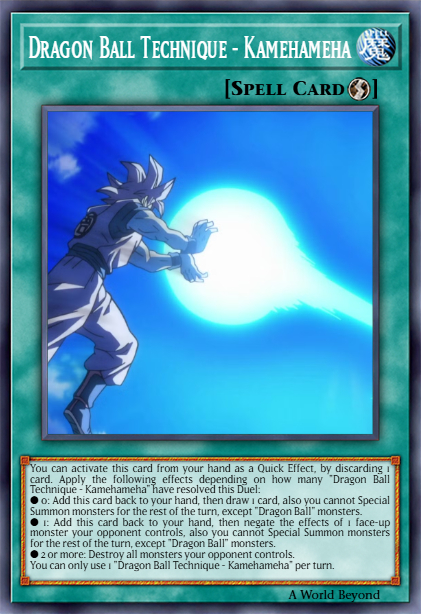 Dragon Ball Technique - Kamehameha
魔
[Spell Card]
You can activate this card from your hand as a Quick Effect, by discarding 1
card. Apply the following effects depending on how many "Dragon Ball
Technique - Kamehameha" have resolved this Duel:
● 0: Add this card back to your hand, then draw 1 card, also you cannot Special
Summon monsters for the rest of the turn, except "Dragon Ball" monsters.
● 1: Add this card back to your hand, then negate the effects of 1 face-up
monster your opponent controls, also you cannot Special Summon monsters
for the rest of the turn, except "Dragon Ball" monsters.
● 2 or more: Destroy all monsters your opponent controls.
You can only use 1 "Dragon Ball Technique - Kamehameha" per turn.
A World Beyond